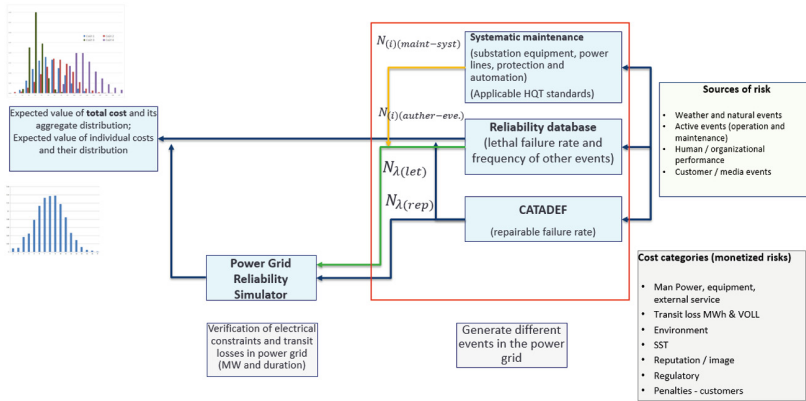 N(i)(maint−syst)
Systematic maintenance
(substation equipment, power
lines, protection and
automation)
(Applicable HQT standards)
Sources of risk
Weather and natural events
Active events (operation and
maintenance)
Human / organizational
performance
Customer / media events
Expected value of total cost and its
aggregate distribution;
Expected value of individual costs
and their distribution
N(i)(auther−eve.)
Reliability database
(lethal failure rate and
frequency of other events)
Nλ(let)
Nλ(rep)
CATADEF
(repairable failure rate)
Power Grid
Reliability
Simulator
Cost categories (monetized risks)
Man Power, equipment,
external service
Transit loss MWh & VOLL
Environment
SST
Reputation / image
Regulatory
Penalties - customers
Verification of electrical
constraints and transit
losses in power grid
(MW and duration)
Generate different
events in the power
grid